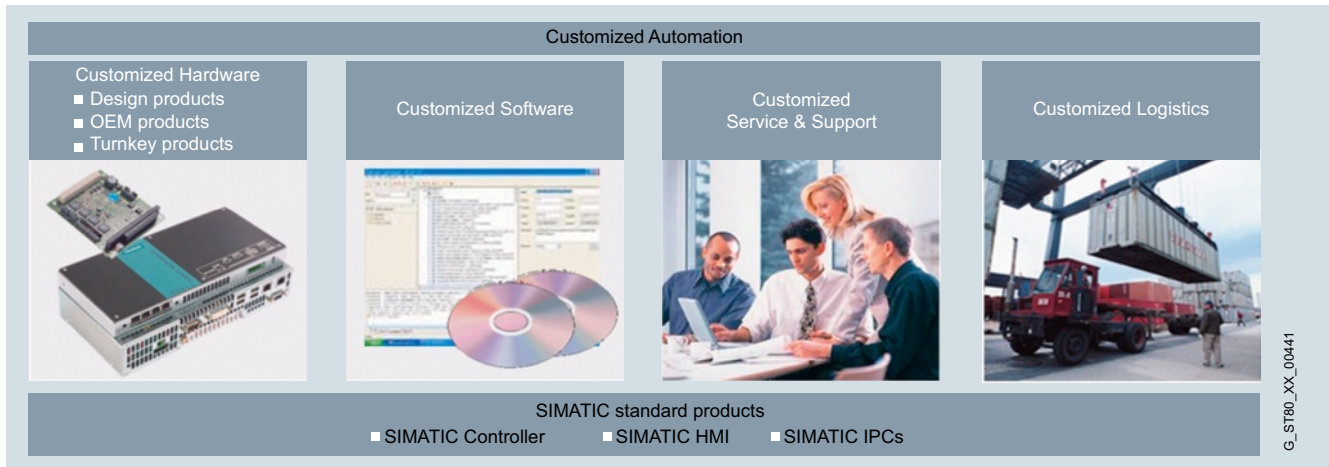 Customized Automation
Customized Hardware
Design products
OEM products
Turnkey products
Customized Software
Customized
Service & Support
Customized Logistics
SIMATIC standard products
SIMATIC Controller SIMATIC HMI SIMATIC IPCs
G_ST80_XX_00441